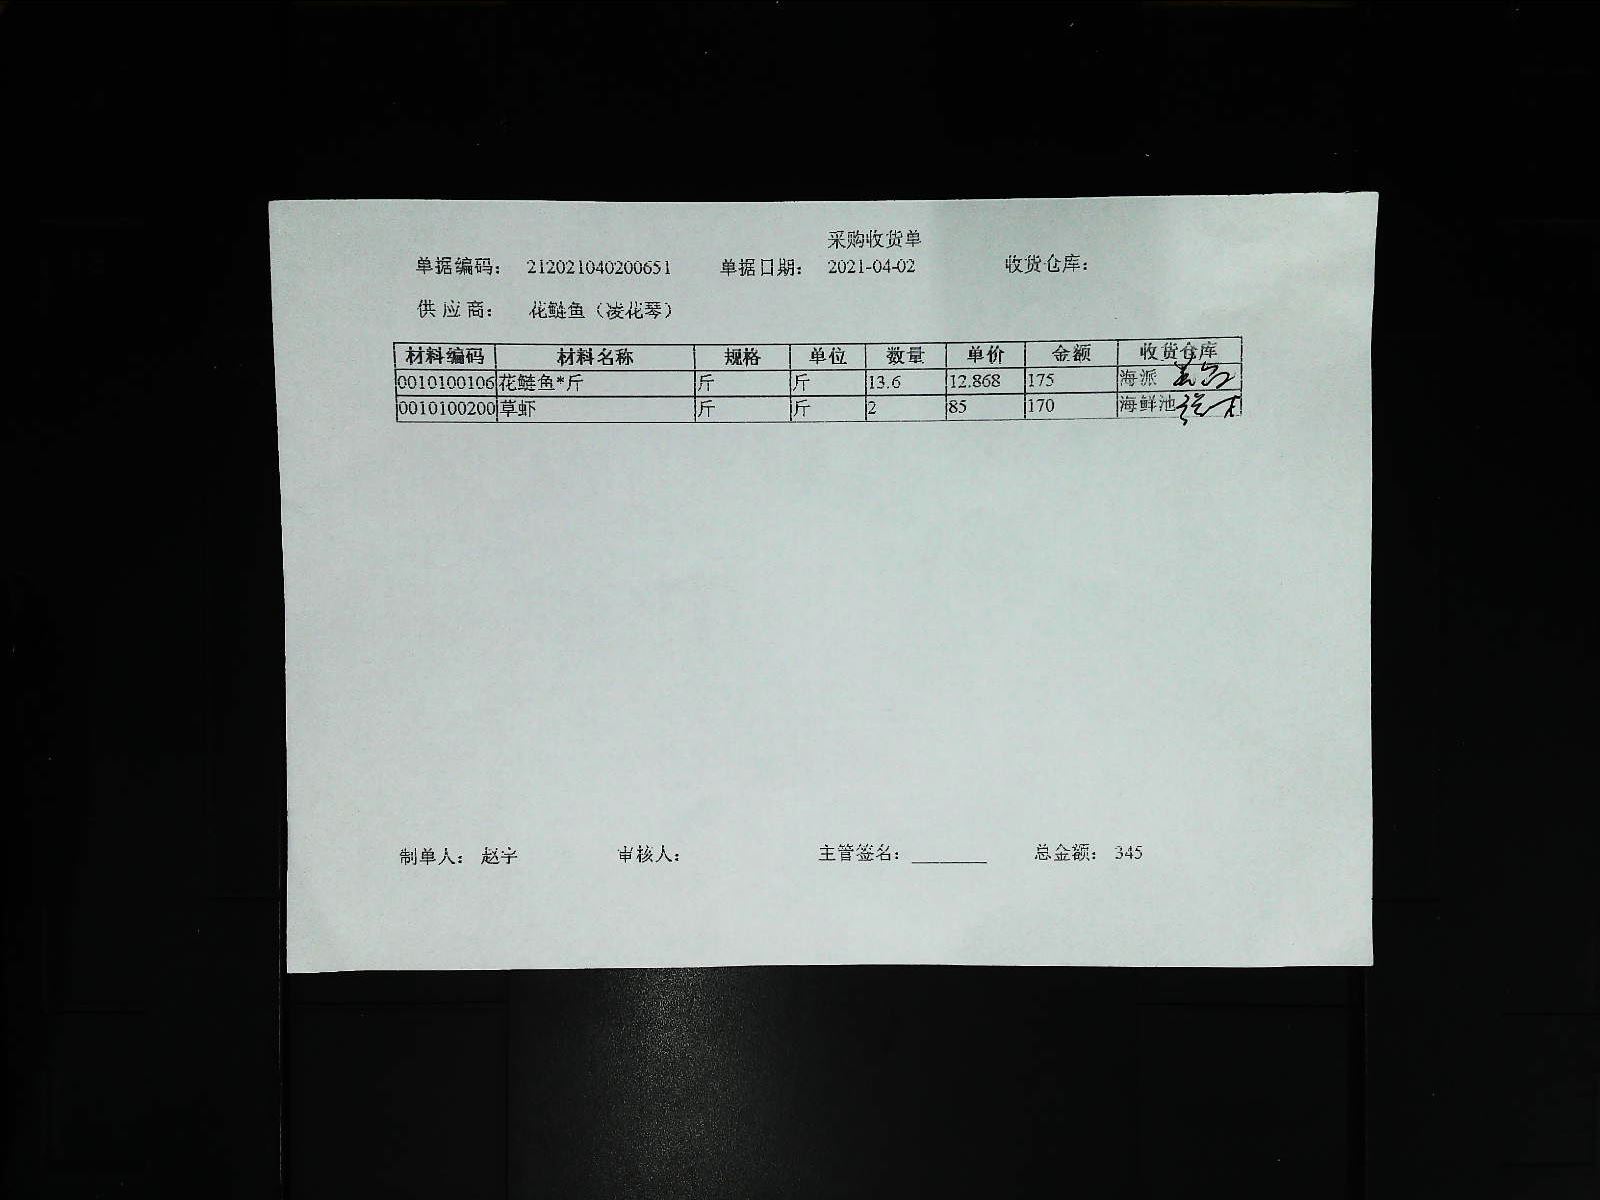 采购收货单
单据编码： 212021040200651 单据日期： 2021-04-02 收货仓库：
供应商： 花鲢鱼（凌花琴）
材料编码 材料名称 规格 单位 数量 单价 金额 收货仓库
0010100106 花鲢鱼*斤 斤 斤 13.6 12.868 175 海派
0010100200 草虾 斤 斤 2 85 170 海鲜池
制单人： 赵宇 审核人： 主管签名：________ 总金额： 345